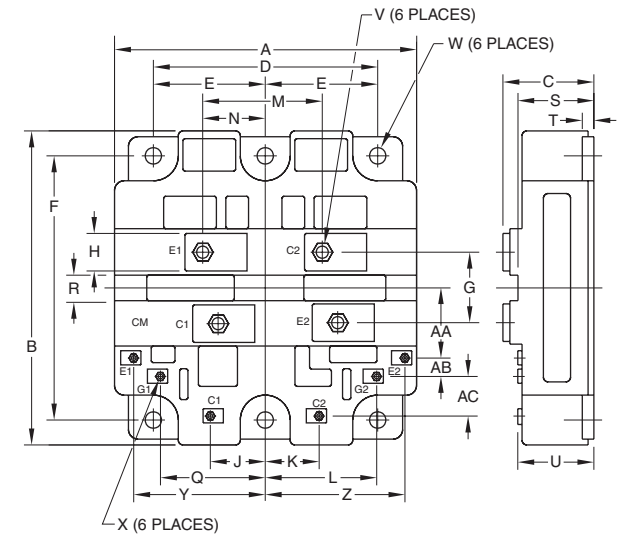 V (6 PLACES)
A
W (6 PLACES)
D
C
E E
S
M
T
N
F
H E1 C2
R G
CM C1 E2
B AA
E1 E2 AB
G1 G2
C1 C2 AC
J K
Q L U
Y Z
X (6 PLACES)